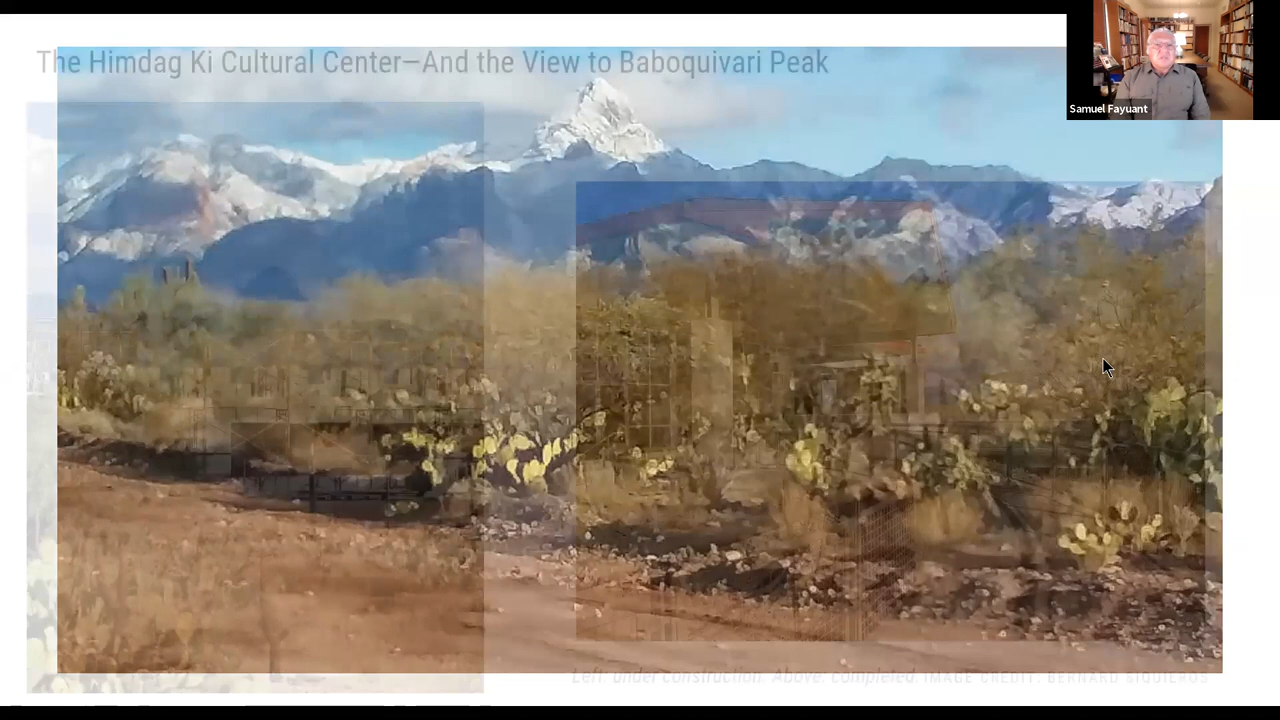 The Himdag Ki Cultural Center—And the View to Baboquivari Peak
Samuel Fayuant
Left: under construction. Above: completed. IMAGE CREDIT: BERNARD SIQUIEROS